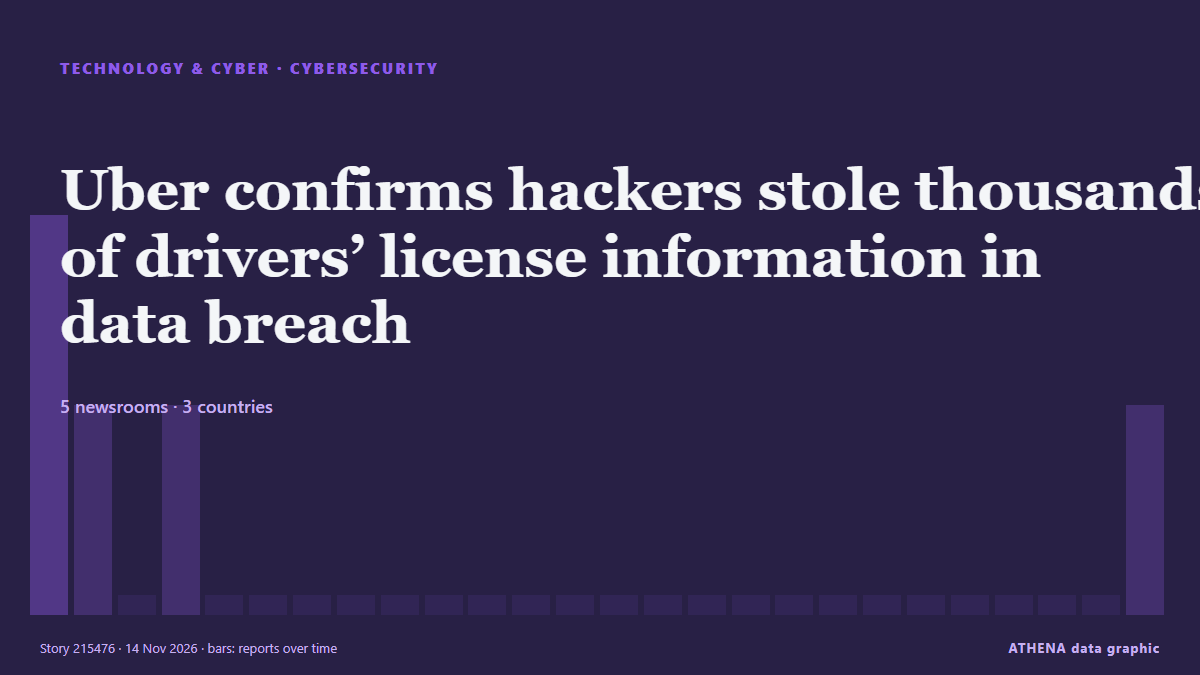 TECHNOLOGY & CYBER · CYBERSECURITY
Uber confirms hackers stole thousands
of drivers’ license information in
data breach
5 newsrooms · 3 countries
Story 215476 · 14 Nov 2026 · bars: reports over time
ATHENA data graphic